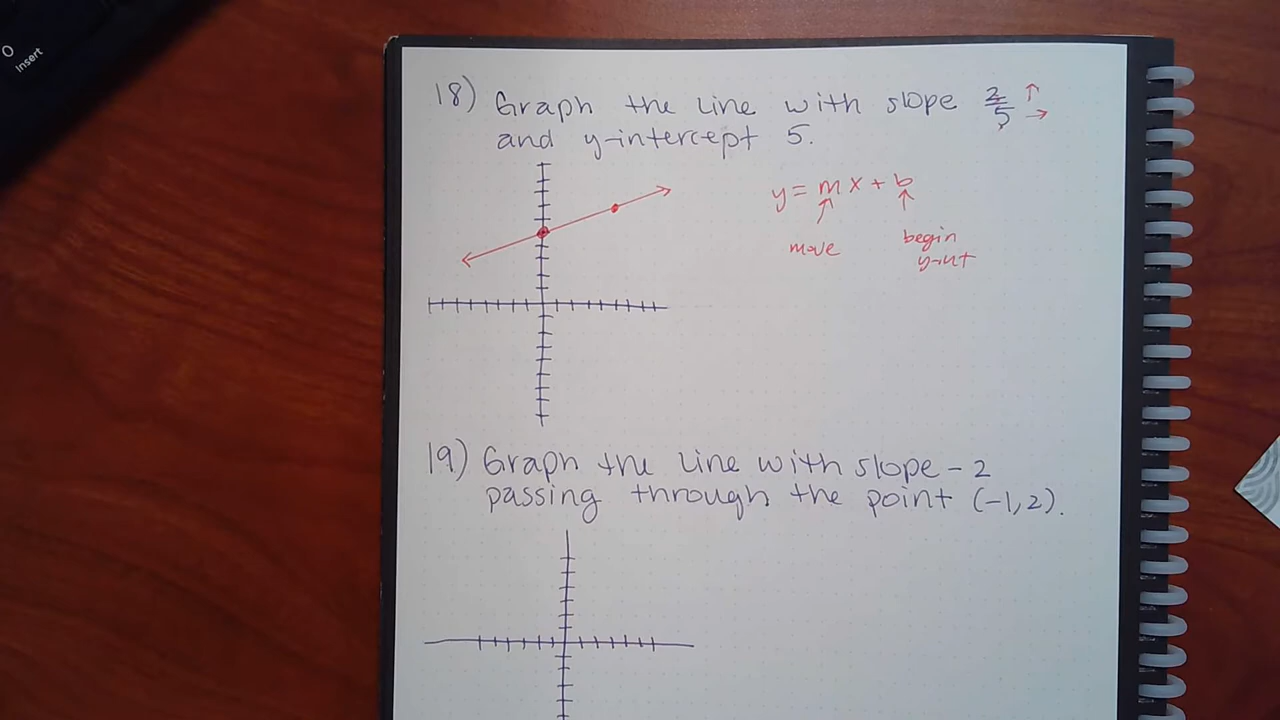 O
Insert
18) Graph the line with slope 2/5 ↑ →
and y-intercept 5.
y = mx + b
move
begin
y-int
19) Graph the line with slope - 2
passing through the point (-1,2).